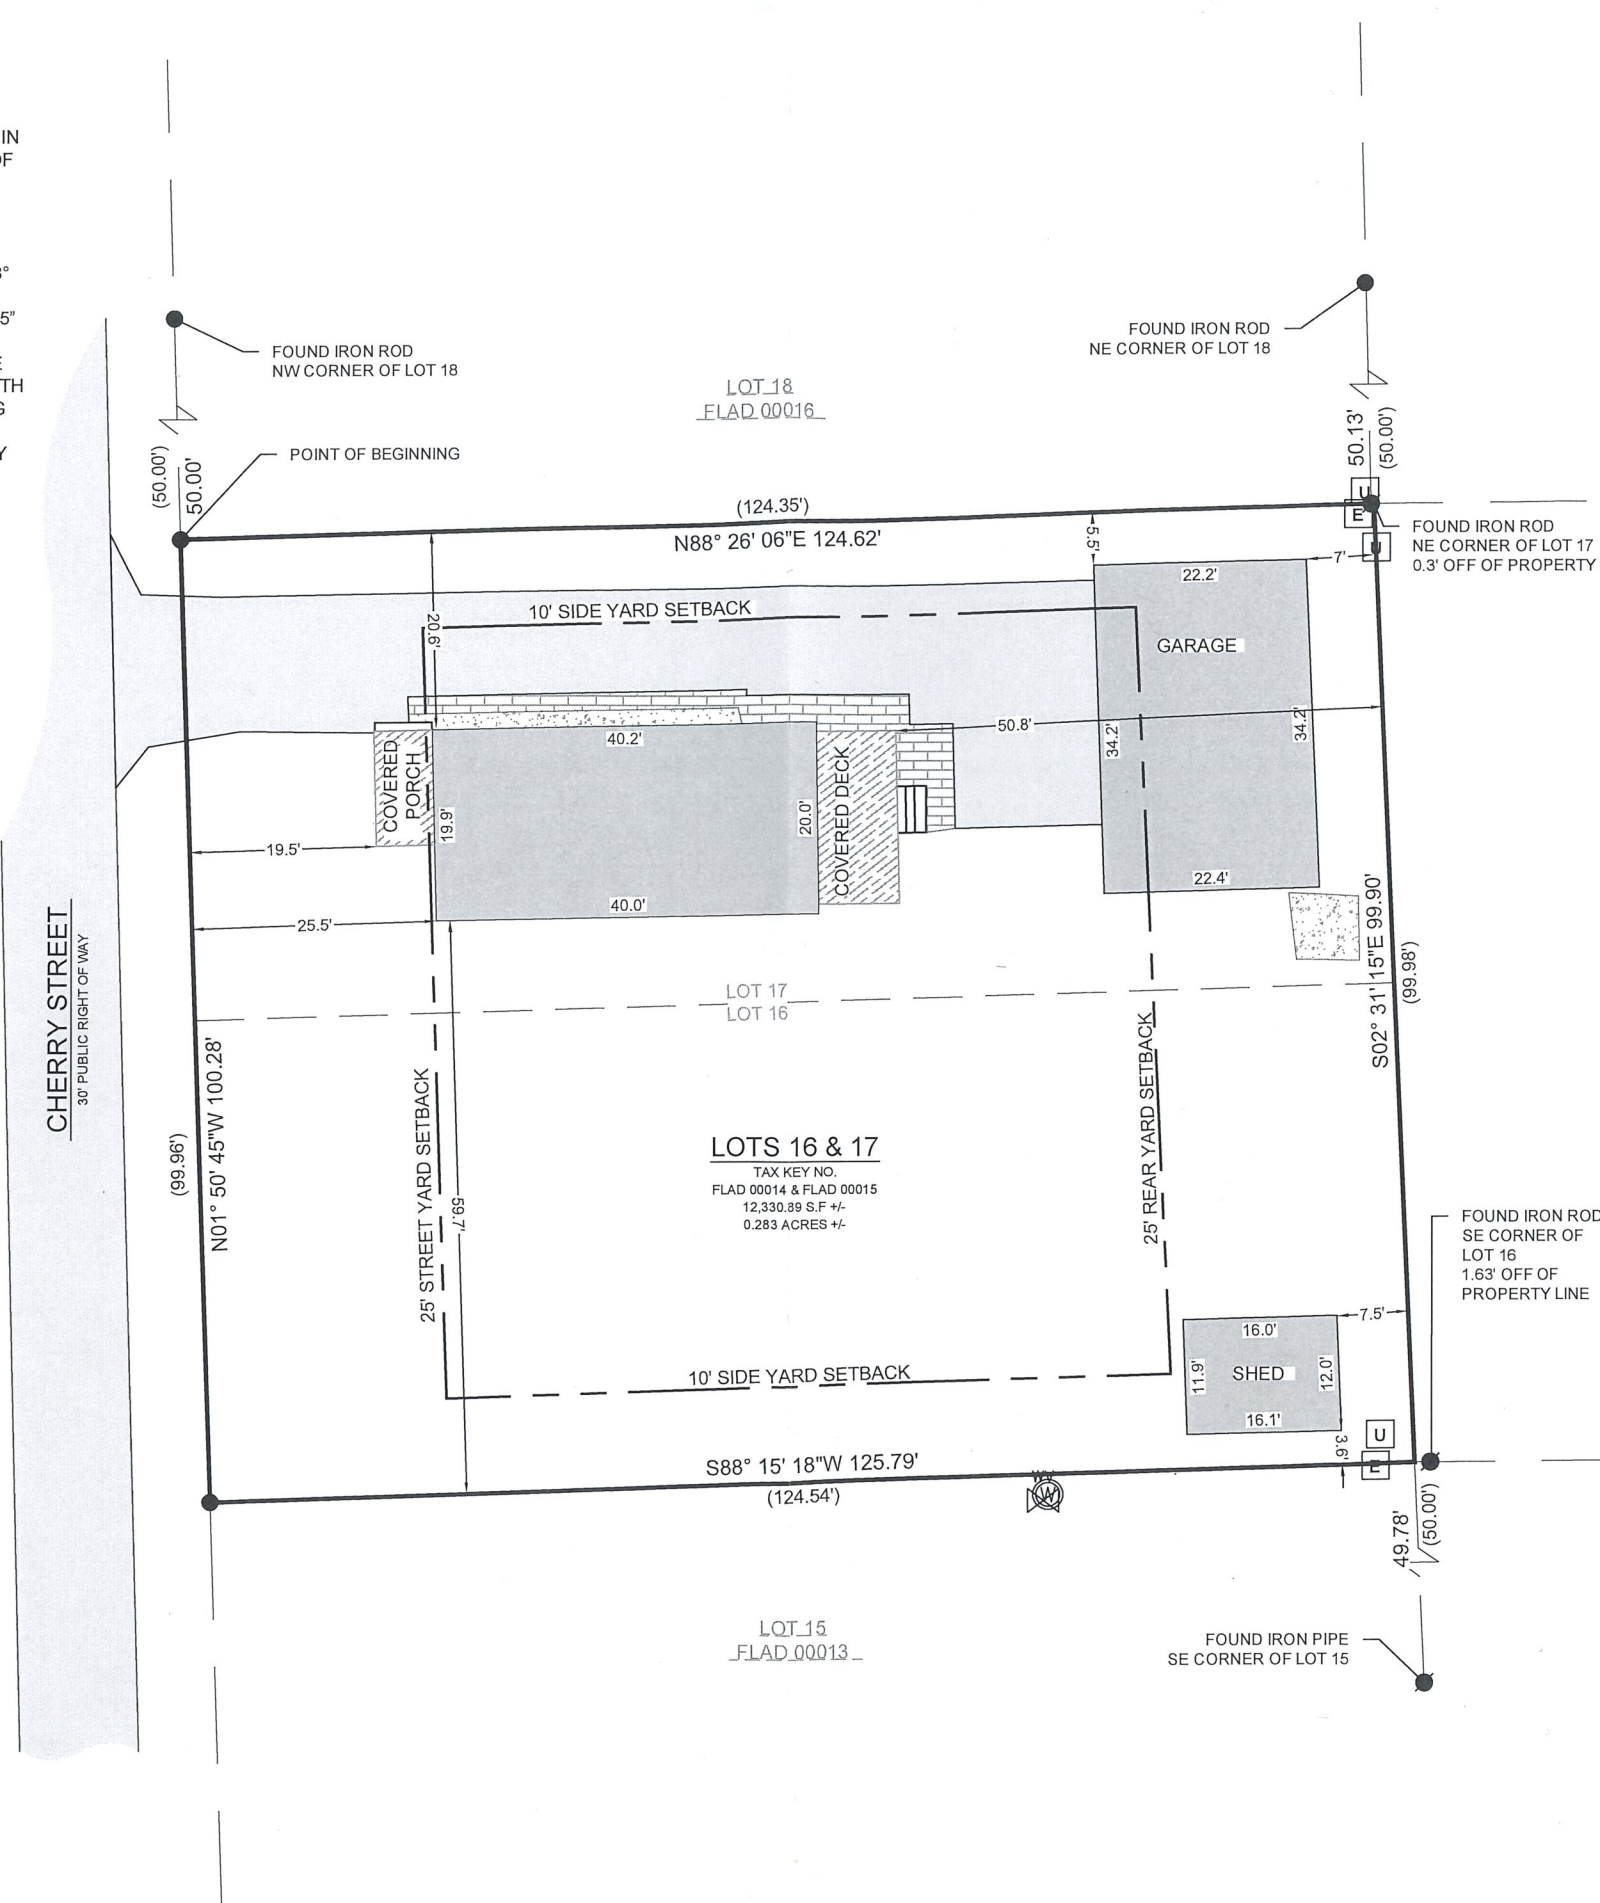 IN
OF
3°
5"
E
TH
G
Y
FOUND IRON ROD
NW CORNER OF LOT 18
FOUND IRON ROD
NE CORNER OF LOT 18
LOT 18
FLAD 00016
(50.00')
50.00'
POINT OF BEGINNING
50.13'
(50.00')
(124.35')
N88° 26' 06"E 124.62'
U
E
U
FOUND IRON ROD
NE CORNER OF LOT 17
0.3' OFF OF PROPERTY
5.5'
7'
22.2'
10' SIDE YARD SETBACK
20.6'
GARAGE
50.8'
34.2'
34.2'
22.4'
40.2'
COVERED
PORCH
19.9'
20.0'
COVERED DECK
40.0'
19.5'
25.5'
CHERRY STREET
30' PUBLIC RIGHT OF WAY
LOT 17
LOT 16
S02° 31' 15"E 99.90'
(99.98')
N01° 50' 45"W 100.28'
(99.96')
25' STREET YARD SETBACK
59.7'
LOTS 16 & 17
TAX KEY NO.
FLAD 00014 & FLAD 00015
12,330.89 S.F +/-
0.283 ACRES +/-
25' REAR YARD SETBACK
FOUND IRON ROD
SE CORNER OF
LOT 16
1.63' OFF OF
PROPERTY LINE
7.5'
16.0'
11.9'
SHED
12.0'
16.1'
10' SIDE YARD SETBACK
3.6'
U
E
S88° 15' 18"W 125.79'
(124.54')
WV
W
49.78'
(50.00')
LOT 15
FLAD 00013
FOUND IRON PIPE
SE CORNER OF LOT 15